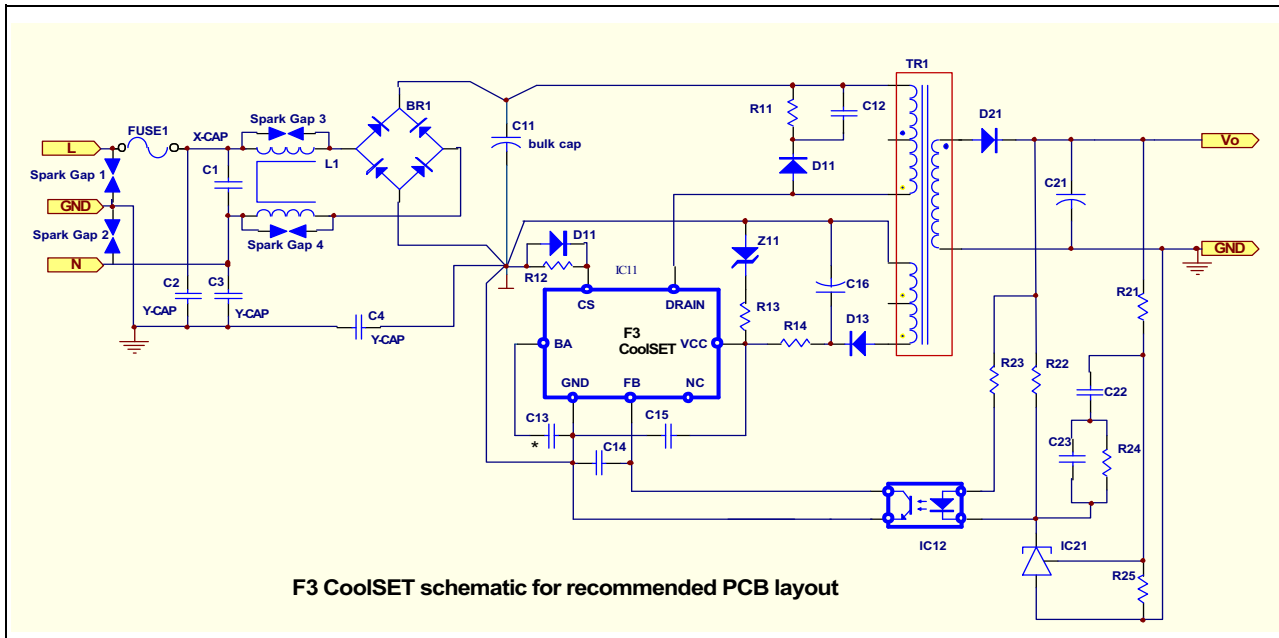 TR1
BR1
R11
C12
Spark Gap 3
FUSE1
X-CAP
C11
bulk cap
D21
L
Vo
L1
C1
D11
Spark Gap 1
C21
GND
Spark Gap 2
Spark Gap 4
D11
Z11
GND
N
R12
IC11
C2
C3
C16
CS
DRAIN
R21
Y-CAP
Y-CAP
C4
R13
F3
CoolSET
R14
D13
Y-CAP
BA
VCC
R23
R22
GND
FB
NC
C22
C13
C15
*
C14
C23
R24
IC12
IC21
R25
F3 CoolSET schematic for recommended PCB layout